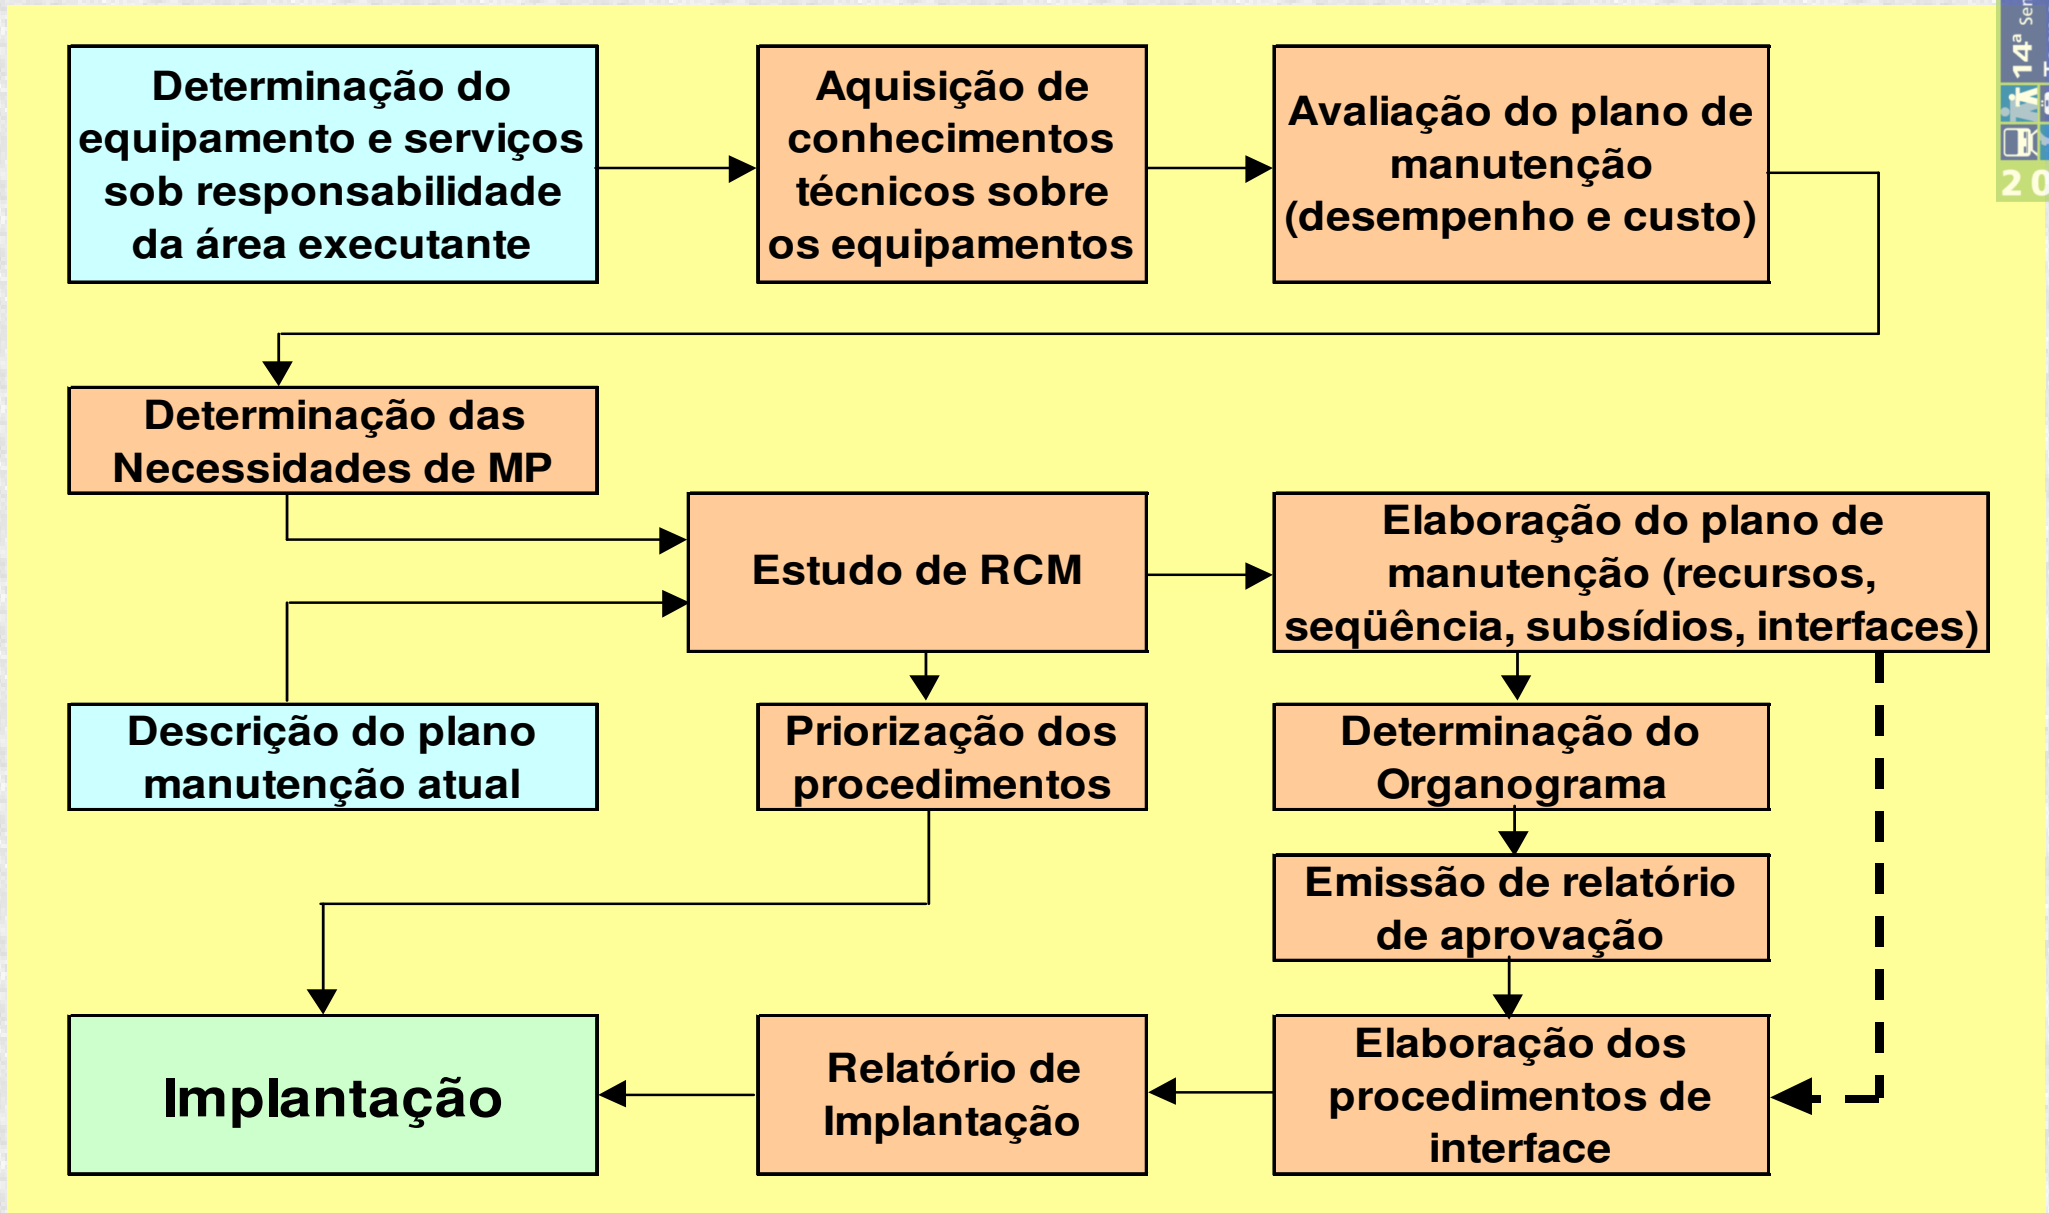 Determinação do
equipamento e serviços
sob responsabilidade
da área executante
Aquisição de
conhecimentos
técnicos sobre
os equipamentos
Avaliação do plano de
manutenção
(desempenho e custo)
14ª
20
Determinação das
Necessidades de MP
Estudo de RCM
Elaboração do plano de
manutenção (recursos,
seqüência, subsídios, interfaces)
Descrição do plano
manutenção atual
Priorização dos
procedimentos
Determinação do
Organograma
Emissão de relatório
de aprovação
Implantação
Relatório de
Implantação
Elaboração dos
procedimentos de
interface